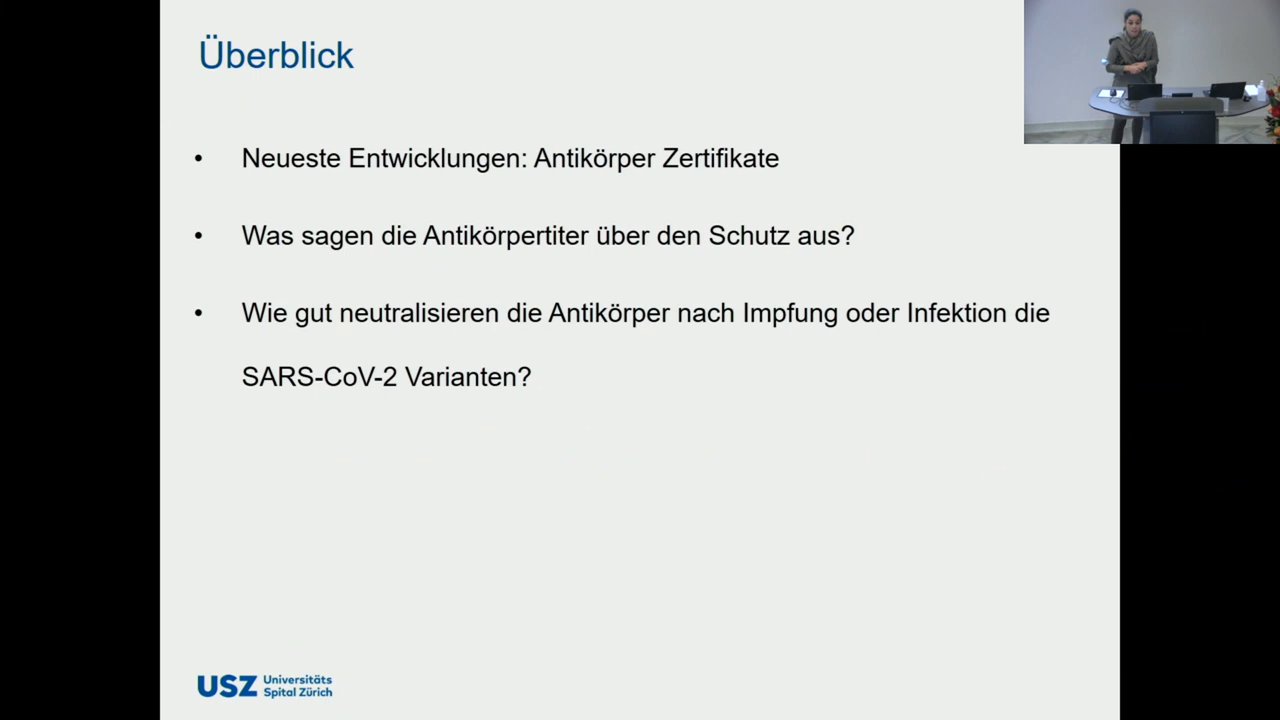 Überblick
• Neueste Entwicklungen: Antikörper Zertifikate
• Was sagen die Antikörpertiter über den Schutz aus?
• Wie gut neutralisieren die Antikörper nach Impfung oder Infektion die
SARS-CoV-2 Varianten?
USZ Universitäts
Spital Zürich